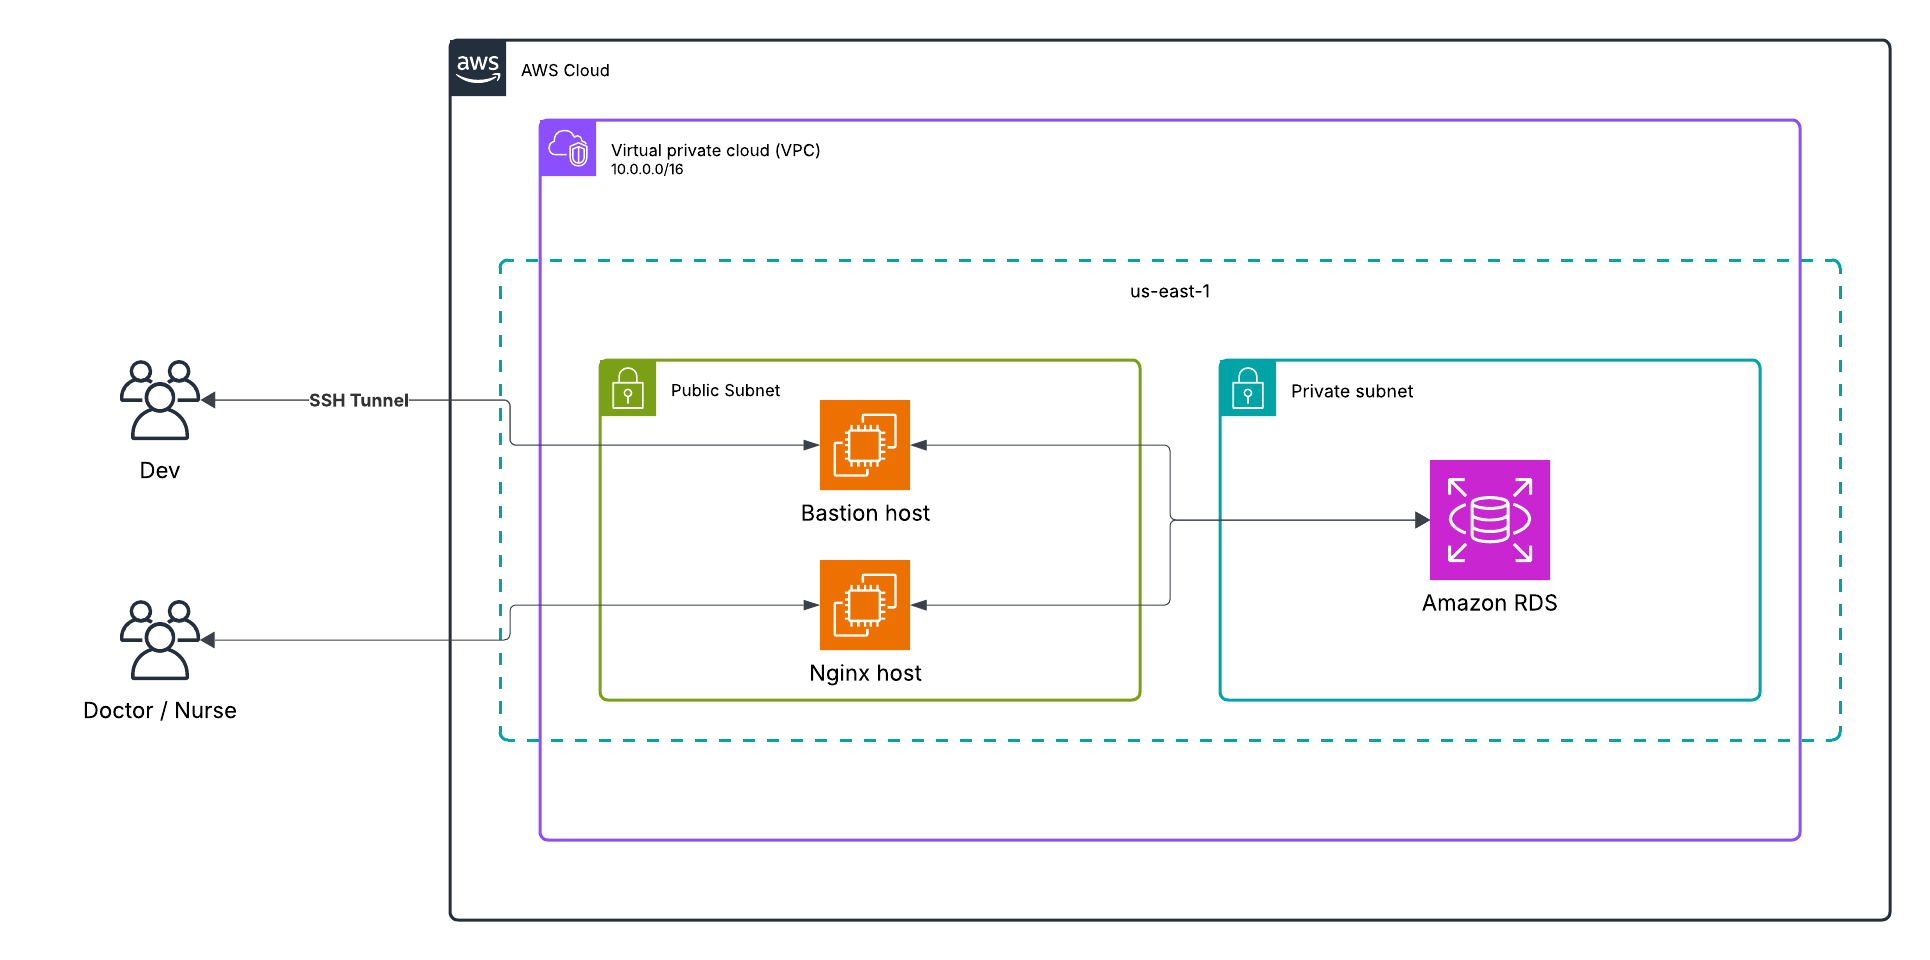 aws
AWS Cloud
Virtual private cloud (VPC)
10.0.0.0/16
us-east-1
Public Subnet
Private subnet
SSH Tunnel
Dev
Bastion host
Amazon RDS
Nginx host
Doctor / Nurse